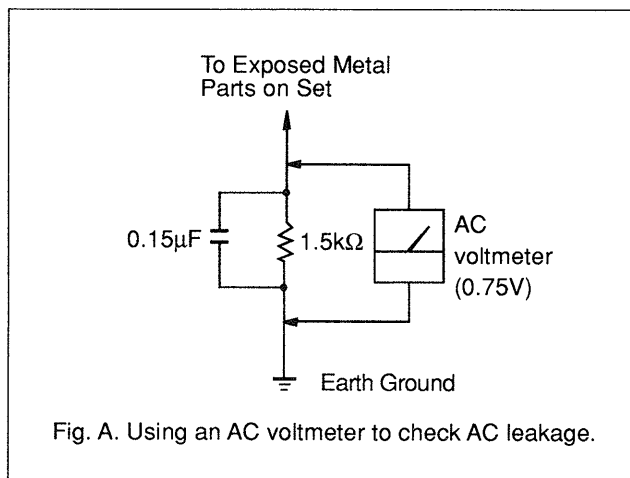 To Exposed Metal
Parts on Set
0.15µF
1.5kΩ
AC
voltmeter
(0.75V)
Earth Ground
Fig. A. Using an AC voltmeter to check AC leakage.